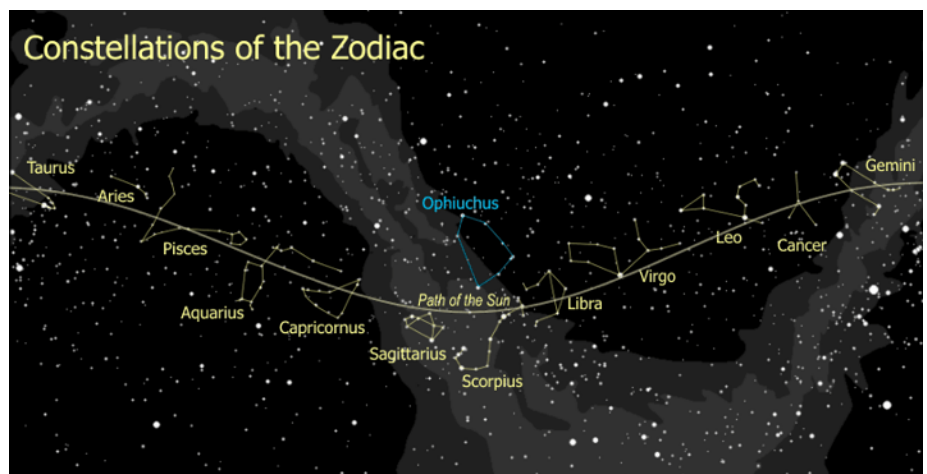 Constellations of the Zodiac
Taurus
Gemini
Aries
Ophiuchus
Pisces
Leo
Cancer
Virgo
Aquarius
Path of the Sun
Libra
Capricornus
Sagittarius
Scorpius